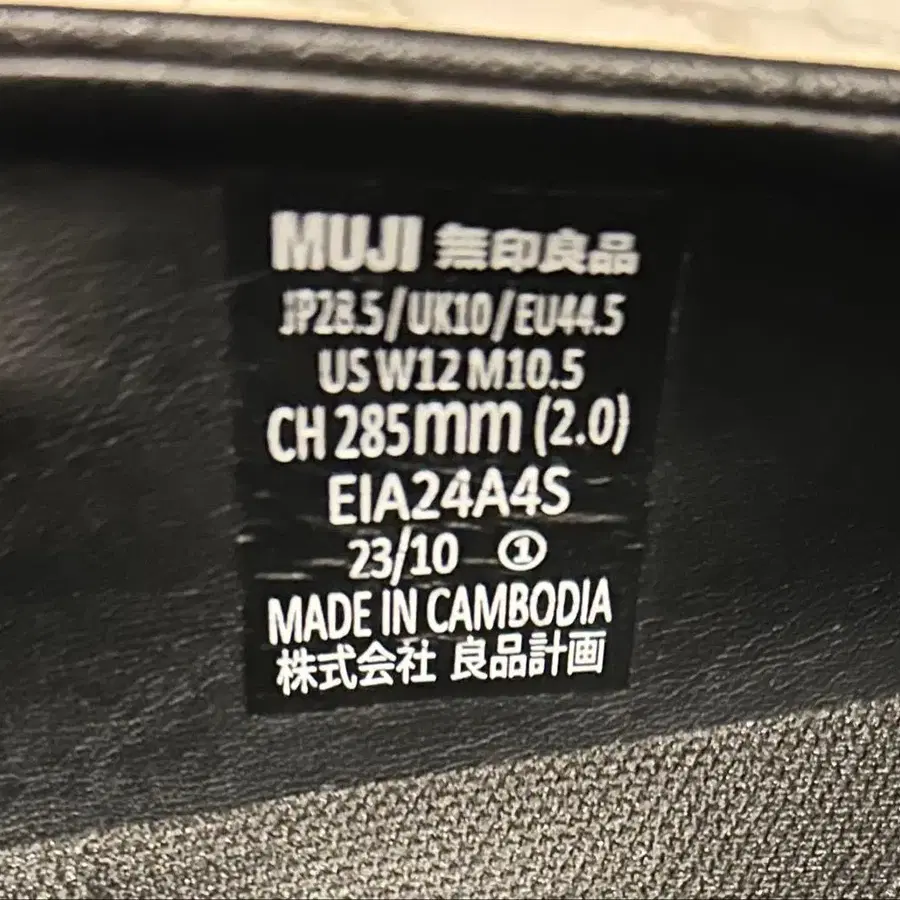 MUJI 無印良品
JP28.5/UK10/EU44.5
US W12 M10.5
CH 285mm (2.0)
EIA24A4S
23/10 ①
MADE IN CAMBODIA
株式会社 良品計画